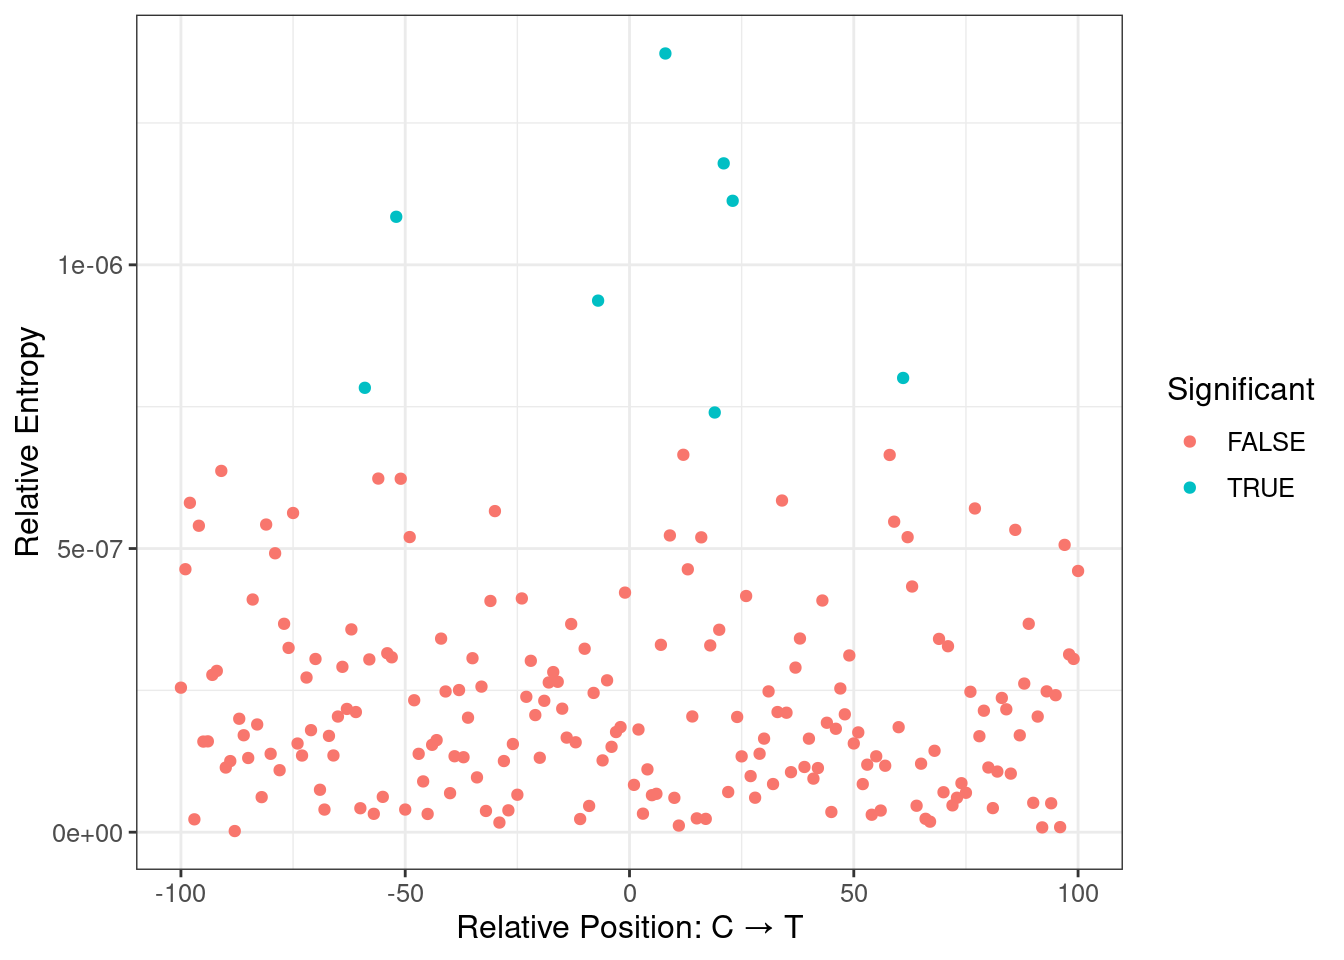 1e-06
5e-07
0e+00
Relative Entropy
-100
-50
0
50
100
Relative Position: C → T
Significant
FALSE
TRUE